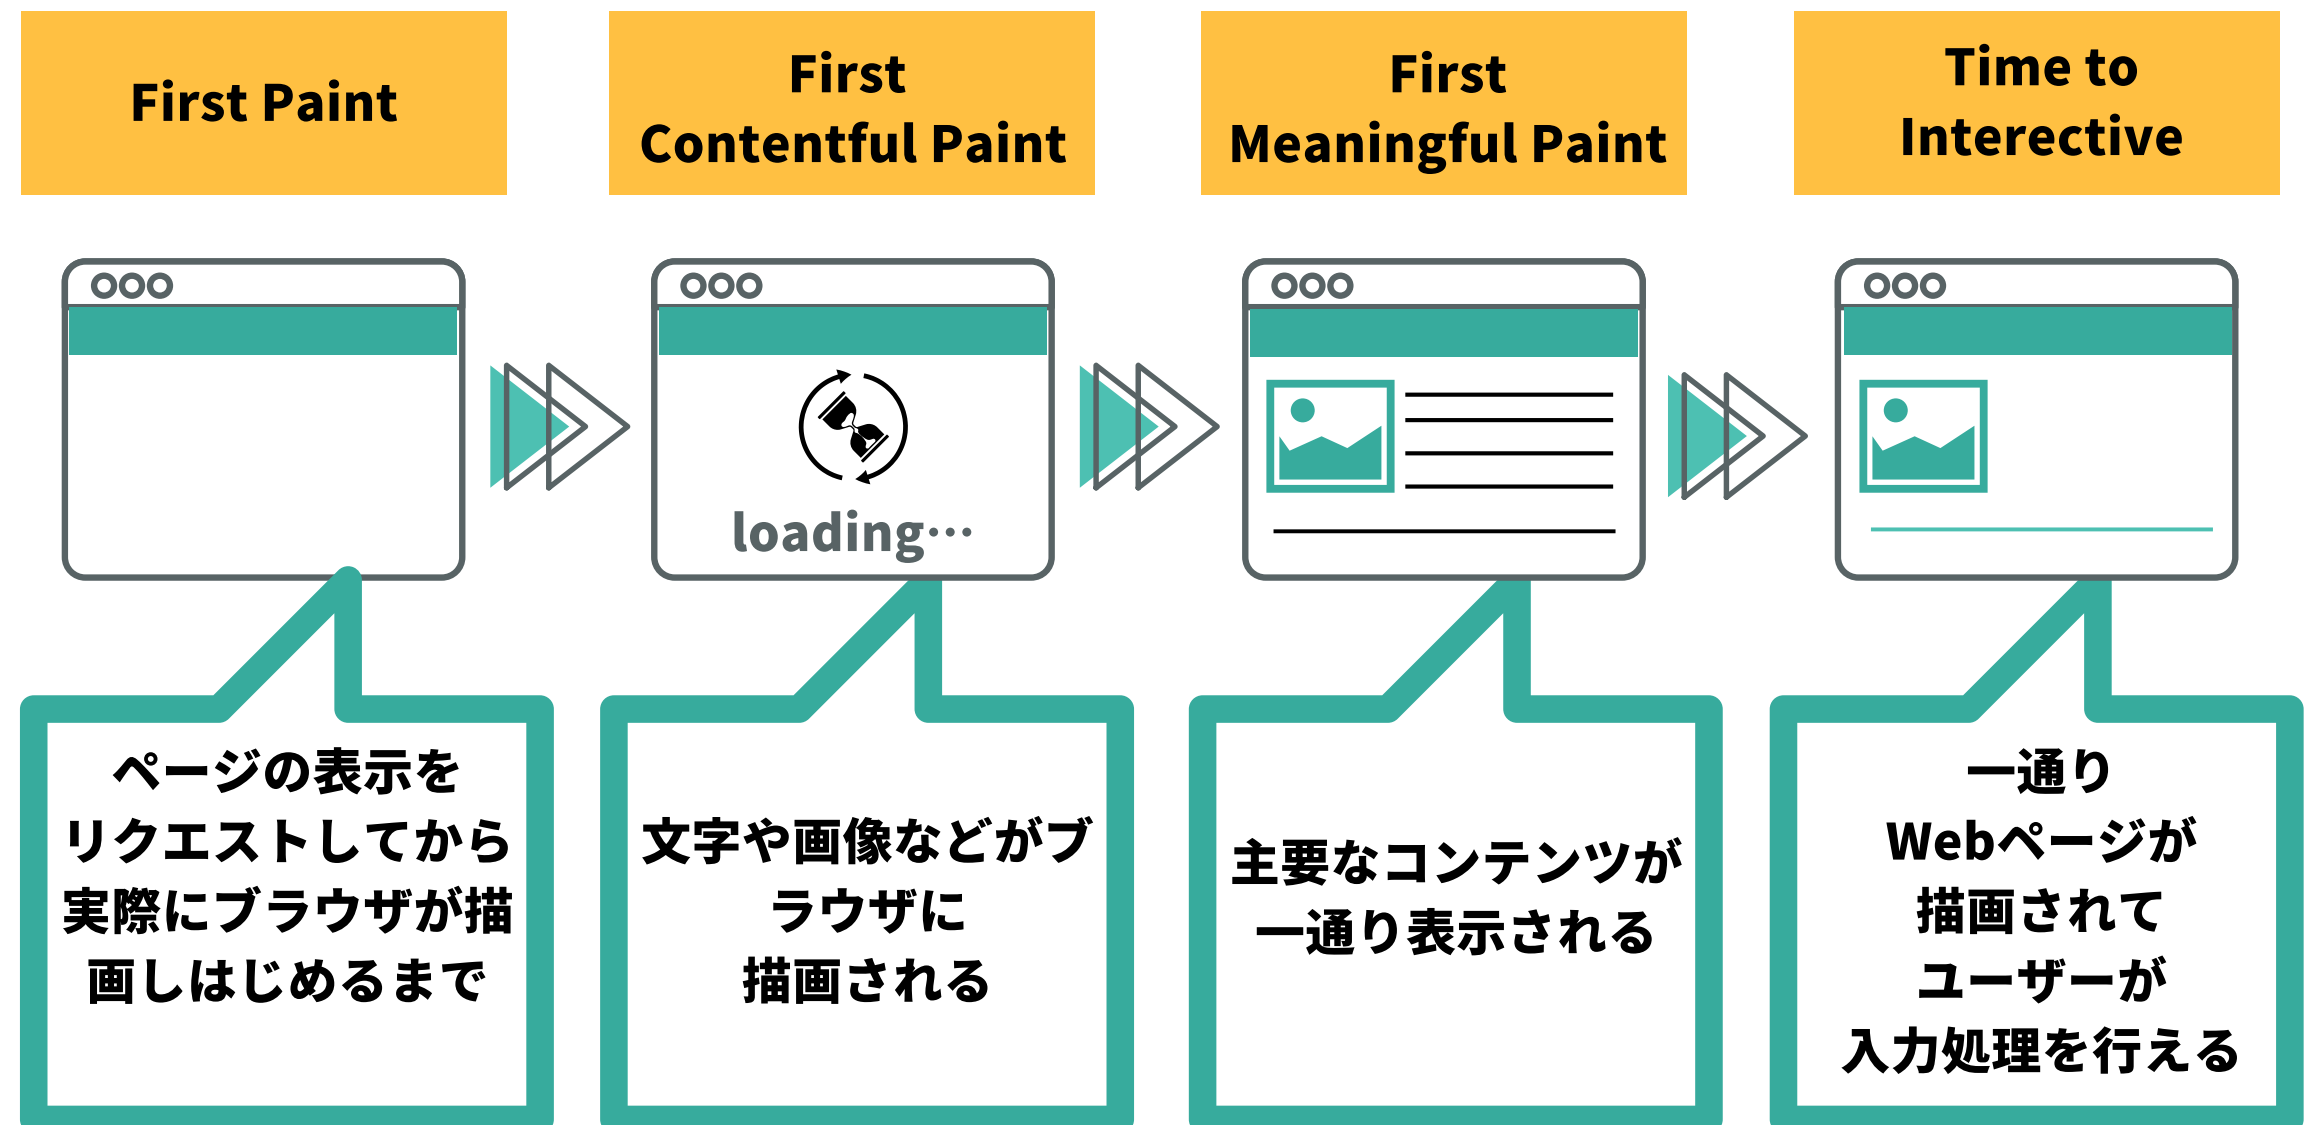 First Paint
First
Contentful Paint
First
Meaningful Paint
Time to
Interective
loading…
ページの表示を
リクエストしてから
実際にブラウザが描
画しはじめるまで
文字や画像などがブ
ラウザに
描画される
主要なコンテンツが
一通り表示される
一通り
Webページが
描画されて
ユーザーが
入力処理を行える